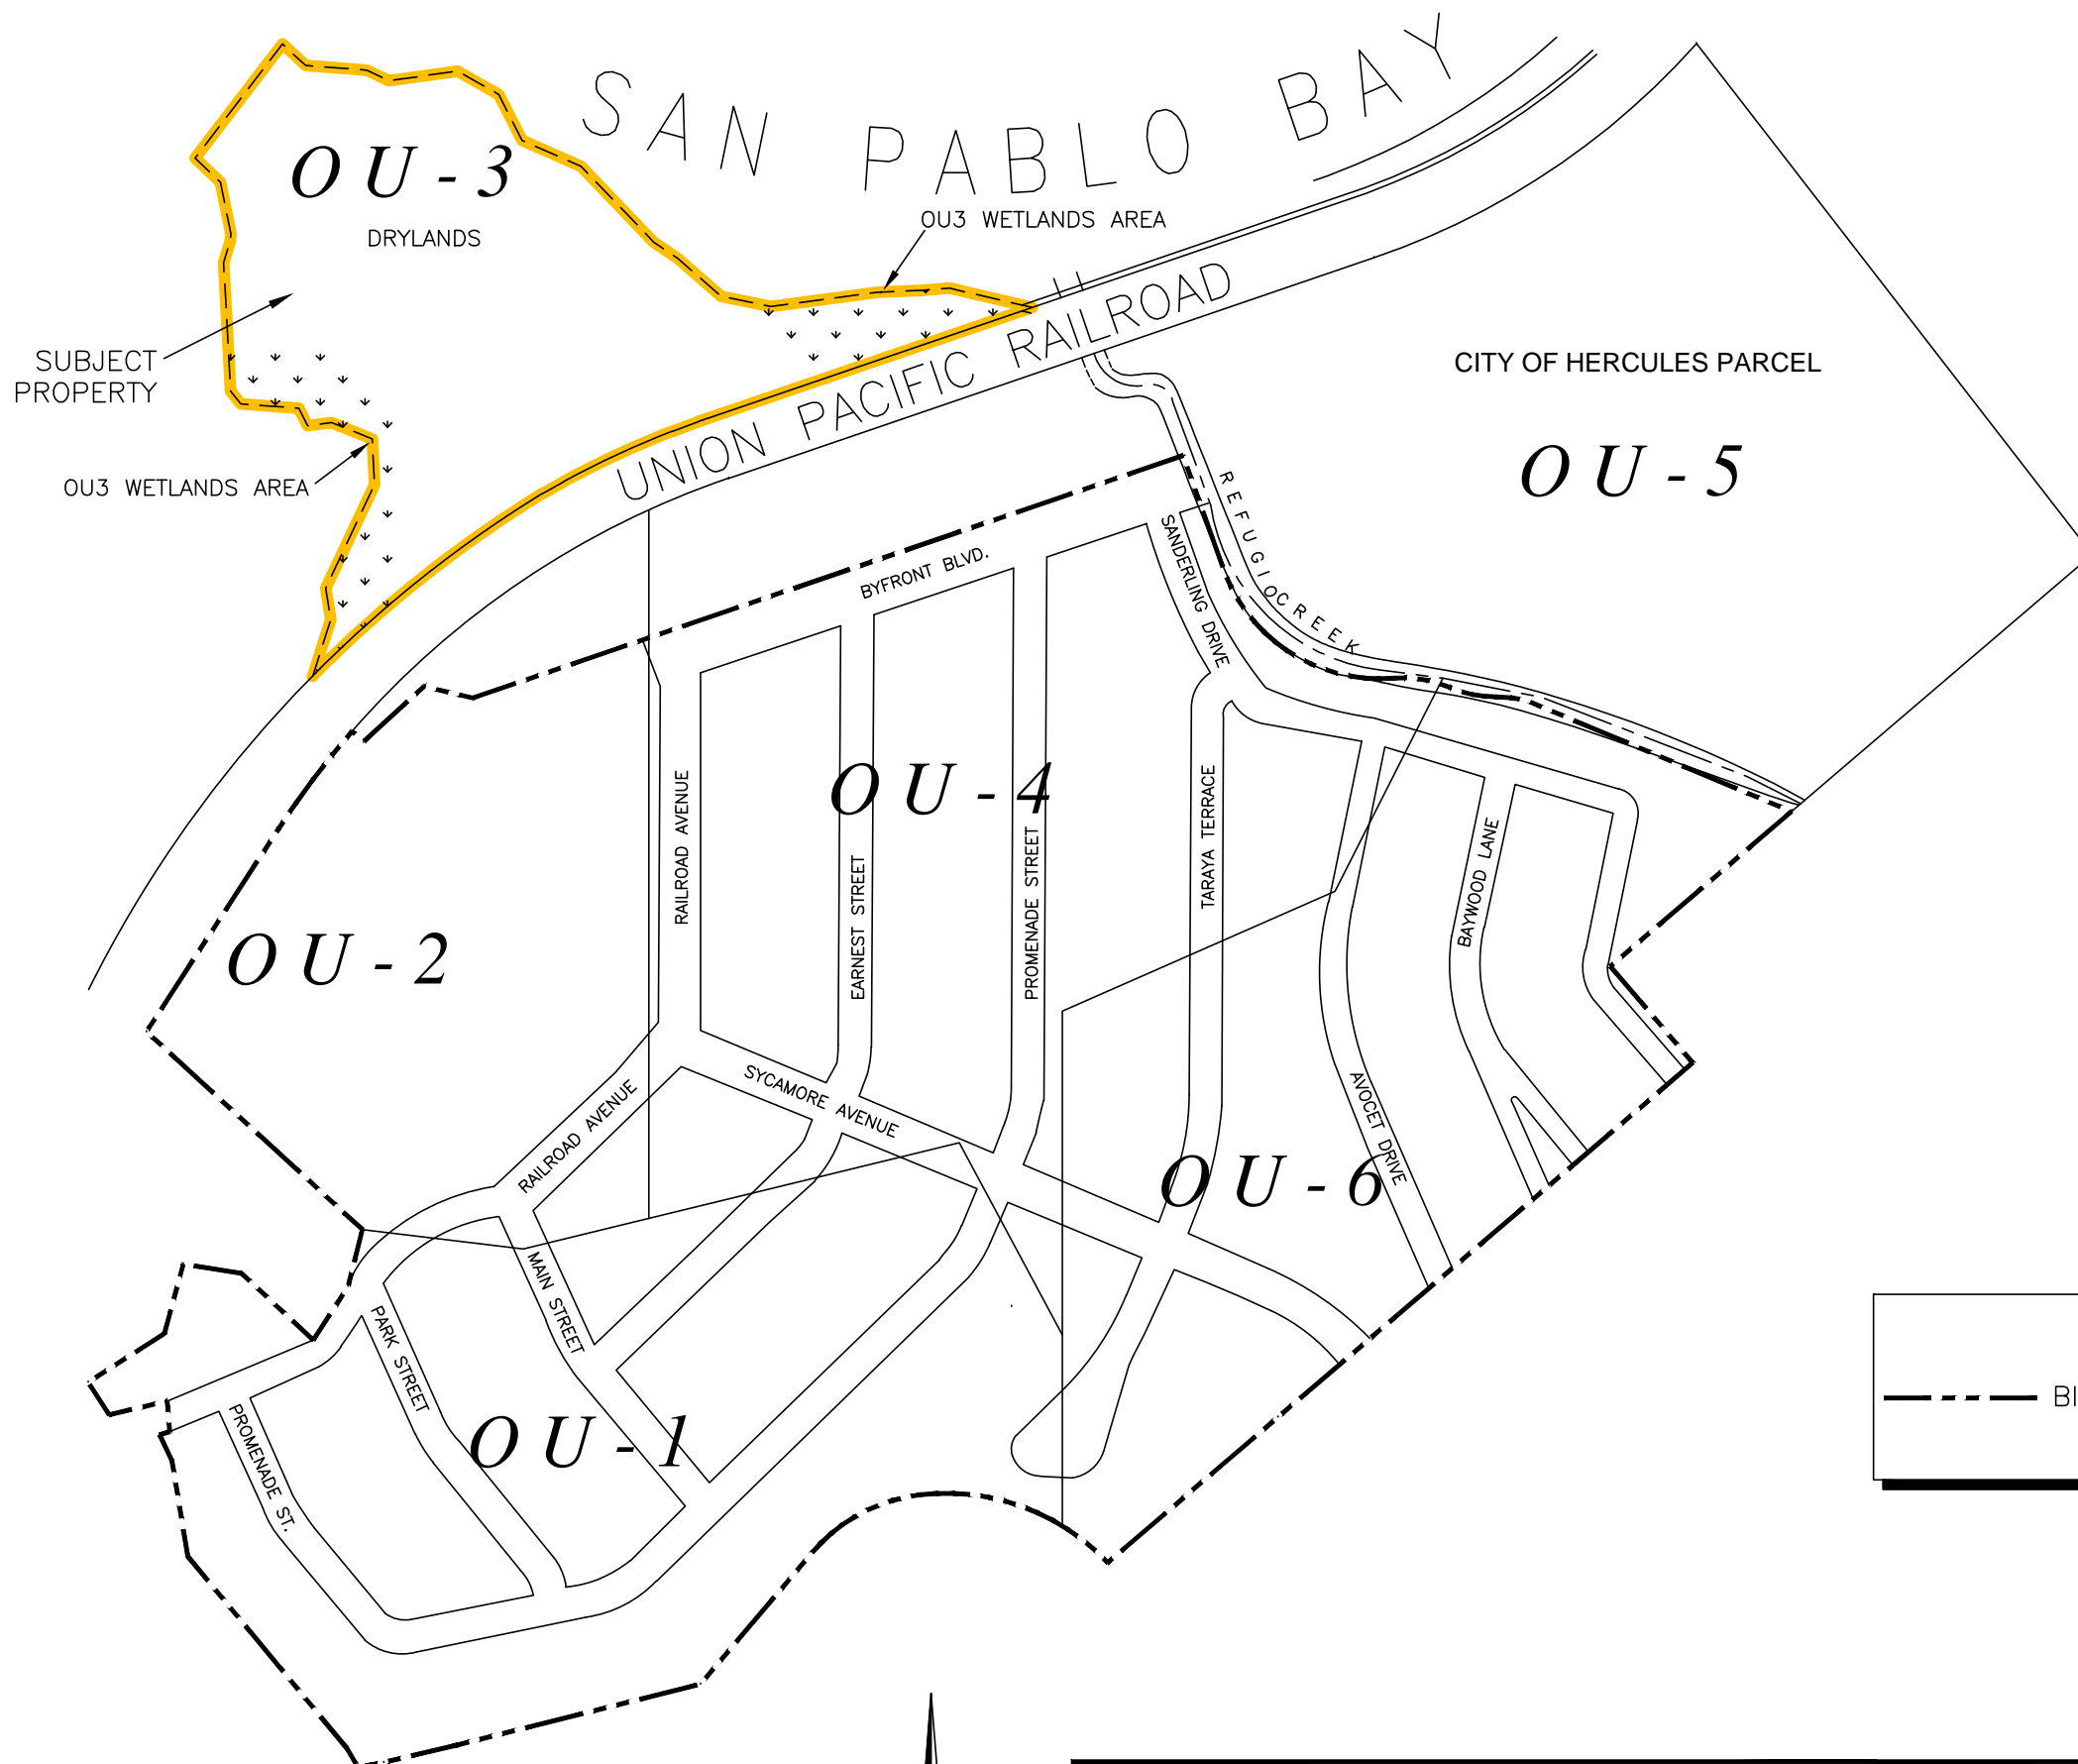 SAN PABLO BAY
OU-3
DRYLANDS
OU3 WETLANDS AREA
UNION PACIFIC RAILROAD
SUBJECT
PROPERTY
OU3 WETLANDS AREA
CITY OF HERCULES PARCEL
OU-5
REFUGIO CREEK
BYFRONT BLVD.
SANDERLING DRIVE
OU-4
RAILROAD AVENUE
EARNEST STREET
PROMENADE STREET
TARAYA TERRACE
BAYWOOD LANE
OU-2
SYCAMORE AVENUE
RAILROAD AVENUE
AVOCET DRIVE
OU-6
MAIN STREET
PARK STREET
PROMENADE ST.
OU-1